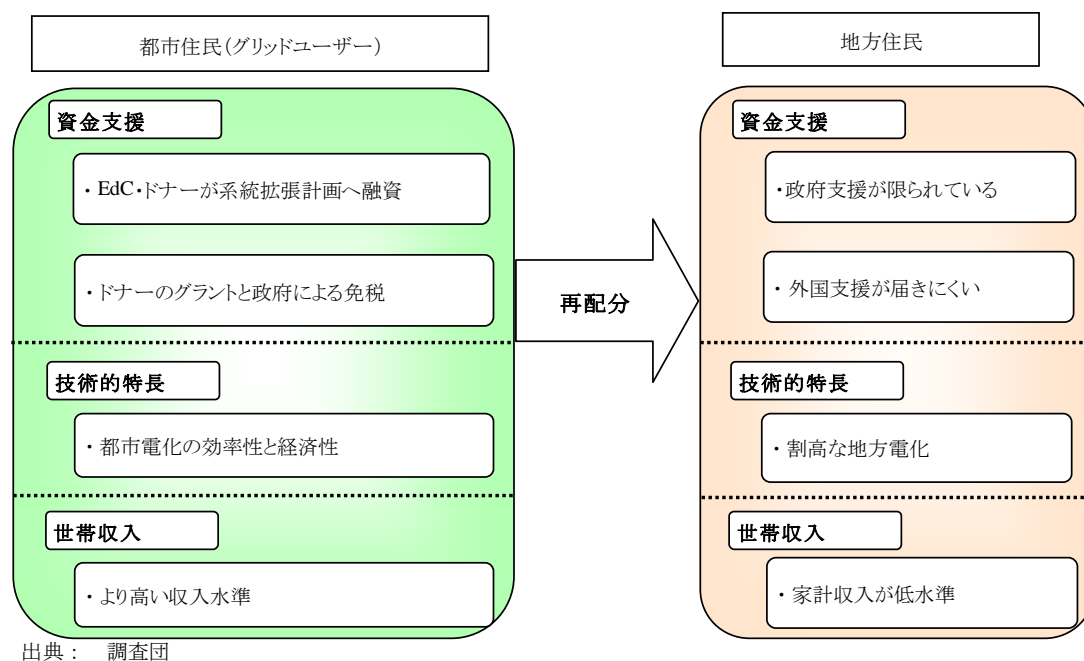 都市住民(グリッドユーザー)
資金支援
・EdC・ドナーが系統拡張計画へ融資
・ドナーのグラントと政府による免税
技術的特長
・都市電化の効率性と経済性
世帯収入
・より高い収入水準
再配分
地方住民
資金支援
・政府支援が限られている
・外国支援が届きにくい
技術的特長
・割高な地方電化
世帯収入
・家計収入が低水準
出典： 調査団